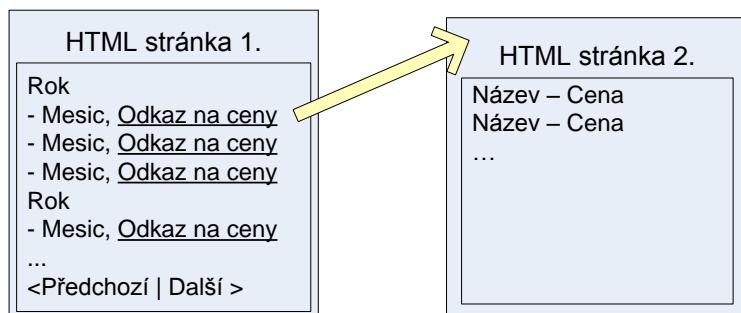 HTML stránka 1.
Rok
- Mesic, Odkaz na ceny
- Mesic, Odkaz na ceny
- Mesic, Odkaz na ceny
Rok
- Mesic, Odkaz na ceny
...
<Předchozí | Další >
HTML stránka 2.
Název – Cena
Název – Cena
…